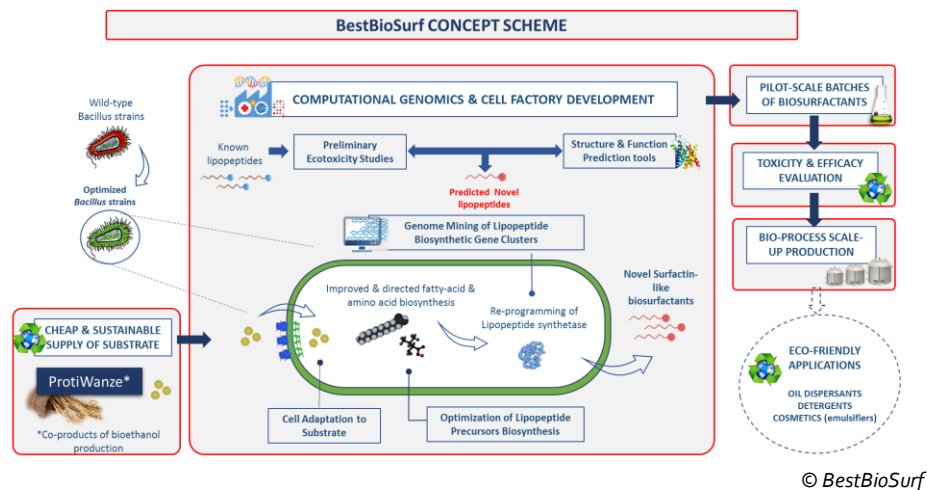 BestBioSurf CONCEPT SCHEME
Wild-type
Bacillus strains
Optimized
Bacillus strains
COMPUTATIONAL GENOMICS & CELL FACTORY DEVELOPMENT
Known
lipopeptides
Preliminary
Ecotoxicity Studies
Structure & Function
Prediction tools
Predicted Novel
lipopeptides
Genome Mining of Lipopeptide
Biosynthetic Gene Clusters
Improved & directed fatty-acid &
amino acid biosynthesis
Re-programming of
Lipopeptide synthetase
Novel Surfactin-
like
biosurfactants
Cell Adaptation to
Substrate
Optimization of Lipopeptide
Precursors Biosynthesis
CHEAP & SUSTAINABLE
SUPPLY OF SUBSTRATE
ProtiWanze*
*Co-products of bioethanol
production
PILOT-SCALE BATCHES
OF BIOSURFACTANTS
TOXICITY & EFFICACY
EVALUATION
BIO-PROCESS SCALE-
UP PRODUCTION
ECO-FRIENDLY
APPLICATIONS
OIL DISPERSANTS
DETERGENTS
COSMETICS (emulsifiers)
© BestBioSurf